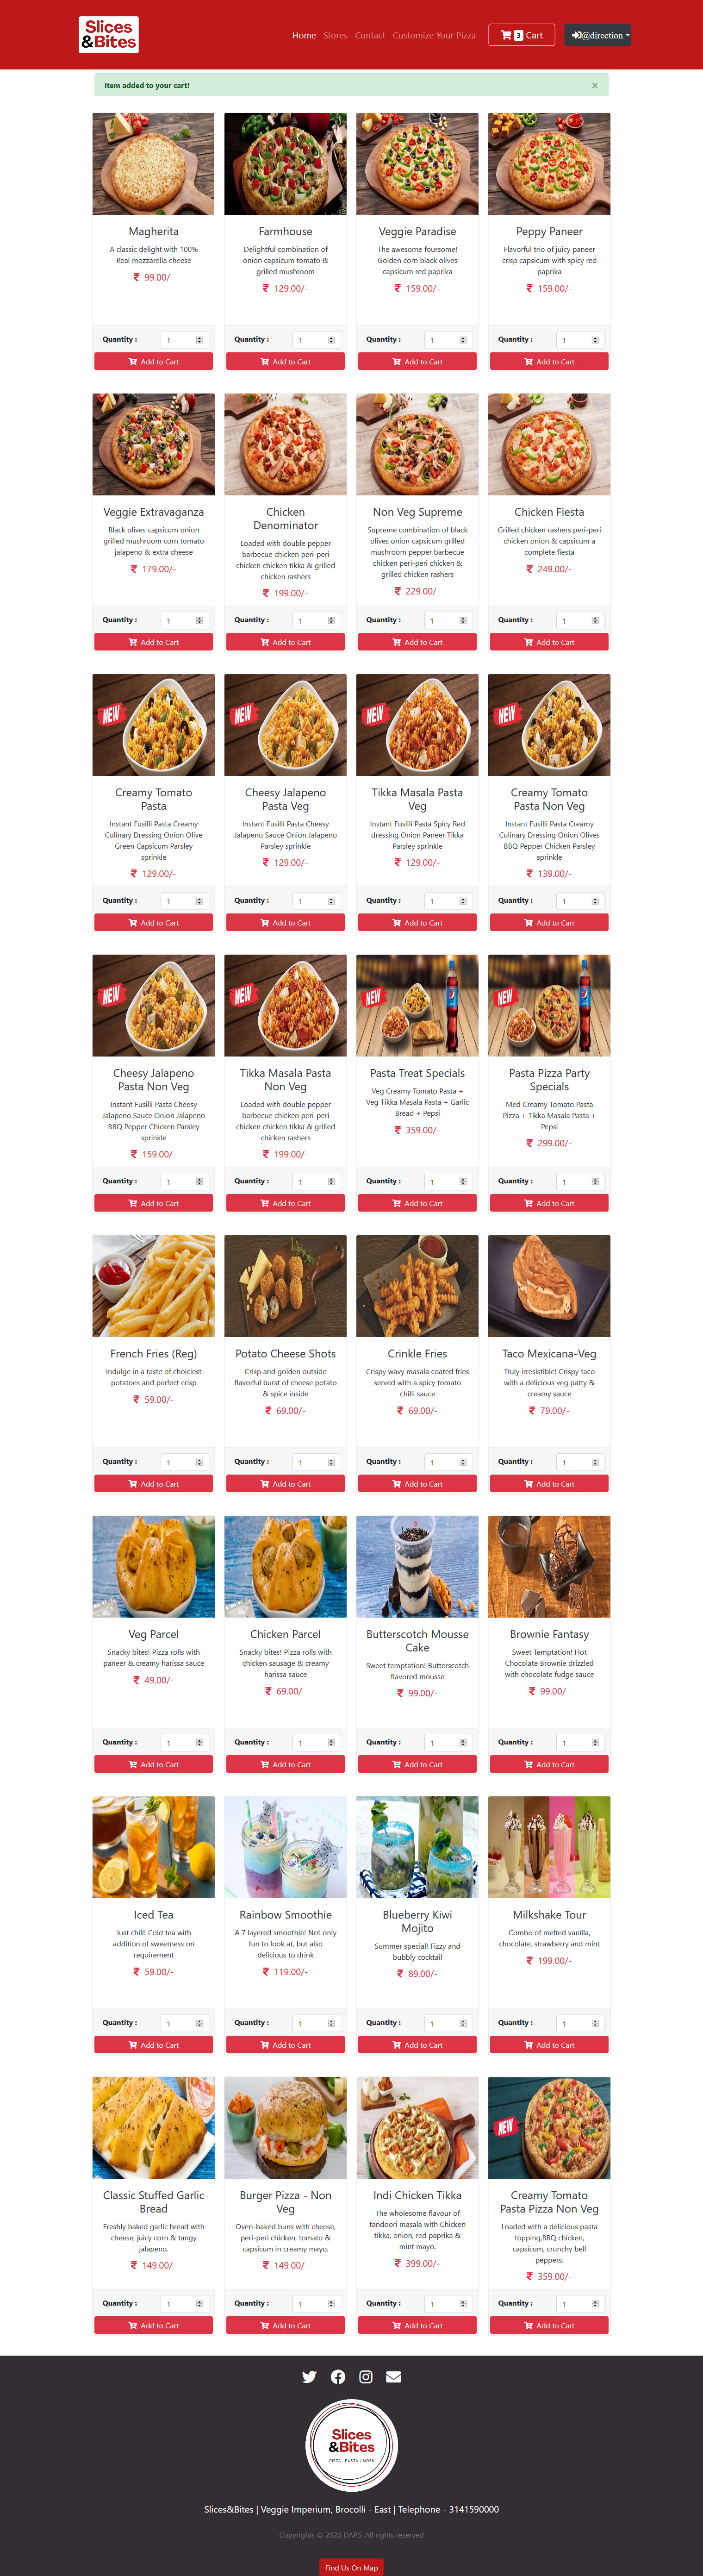 Slices
&Bites
Home Stores Contact Customize Your Pizza 3 Cart @direction
Item added to your cart! ×
Magherita
A classic delight with 100%
Real mozzarella cheese
₹ 99.00/-
Quantity : 1
Add to Cart
Farmhouse
Delightful combination of
onion capsicum tomato &
grilled mushroom
₹ 129.00/-
Quantity : 1
Add to Cart
Veggie Paradise
The awesome foursome!
Golden corn black olives
capsicum red paprika
₹ 159.00/-
Quantity : 1
Add to Cart
Peppy Paneer
Flavorful trio of juicy paneer
crisp capsicum with spicy red
paprika
₹ 159.00/-
Quantity : 1
Add to Cart
Veggie Extravaganza
Black olives capsicum onion
grilled mushroom corn tomato
jalapeno & extra cheese
₹ 179.00/-
Quantity : 1
Add to Cart
Chicken
Denominator
Loaded with double pepper
barbecue chicken peri-peri
chicken chicken tikka & grilled
chicken rashers
₹ 199.00/-
Quantity : 1
Add to Cart
Non Veg Supreme
Supreme combination of black
olives onion capsicum grilled
mushroom pepper barbecue
chicken peri-peri chicken &
grilled chicken rashers
₹ 229.00/-
Quantity : 1
Add to Cart
Chicken Fiesta
Grilled chicken rashers peri-peri
chicken onion & capsicum a
complete fiesta
₹ 249.00/-
Quantity : 1
Add to Cart
NEW
Creamy Tomato
Pasta
Instant Fusilli Pasta Creamy
Culinary Dressing Onion Olive
Green Capsicum Parsley
sprinkle
₹ 129.00/-
Quantity : 1
Add to Cart
NEW
Cheesy Jalapeno
Pasta Veg
Instant Fusilli Pasta Cheesy
Jalapeno Sauce Onion Jalapeno
Parsley sprinkle
₹ 129.00/-
Quantity : 1
Add to Cart
NEW
Tikka Masala Pasta
Veg
Instant Fusilli Pasta Spicy Red
dressing Onion Paneer Tikka
Parsley sprinkle
₹ 129.00/-
Quantity : 1
Add to Cart
NEW
Creamy Tomato
Pasta Non Veg
Instant Fusilli Pasta Creamy
Culinary Dressing Onion Olives
BBQ Pepper Chicken Parsley
sprinkle
₹ 139.00/-
Quantity : 1
Add to Cart
NEW
Cheesy Jalapeno
Pasta Non Veg
Instant Fusilli Pasta Cheesy
Jalapeno Sauce Onion Jalapeno
BBQ Pepper Chicken Parsley
sprinkle
₹ 159.00/-
Quantity : 1
Add to Cart
NEW
Tikka Masala Pasta
Non Veg
Loaded with double pepper
barbecue chicken peri-peri
chicken chicken tikka & grilled
chicken rashers
₹ 199.00/-
Quantity : 1
Add to Cart
NEW
Pasta Treat Specials
Veg Creamy Tomato Pasta +
Veg Tikka Masala Pasta + Garlic
Bread + Pepsi
₹ 359.00/-
Quantity : 1
Add to Cart
NEW
Pasta Pizza Party
Specials
Med Creamy Tomato Pasta
Pizza + Tikka Masala Pasta +
Pepsi
₹ 299.00/-
Quantity : 1
Add to Cart
French Fries (Reg)
Indulge in a taste of choiciest
potatoes and perfect crisp
₹ 59.00/-
Quantity : 1
Add to Cart
Potato Cheese Shots
Crisp and golden outside
flavorful burst of cheese potato
& spice inside
₹ 69.00/-
Quantity : 1
Add to Cart
Crinkle Fries
Crispy wavy masala coated fries
served with a spicy tomato
chilli sauce
₹ 69.00/-
Quantity : 1
Add to Cart
Taco Mexicana-Veg
Truly irresistible! Crispy taco
with a delicious veg patty &
creamy sauce
₹ 79.00/-
Quantity : 1
Add to Cart
Veg Parcel
Snacky bites! Pizza rolls with
paneer & creamy harissa sauce
₹ 49.00/-
Quantity : 1
Add to Cart
Chicken Parcel
Snacky bites! Pizza rolls with
chicken sausage & creamy
harissa sauce
₹ 69.00/-
Quantity : 1
Add to Cart
Butterscotch Mousse
Cake
Sweet temptation! Butterscotch
flavored mousse
₹ 99.00/-
Quantity : 1
Add to Cart
Brownie Fantasy
Sweet Temptation! Hot
Chocolate Brownie drizzled
with chocolate fudge sauce
₹ 99.00/-
Quantity : 1
Add to Cart
Iced Tea
Just chill! Cold tea with
addition of sweetness on
requirement
₹ 59.00/-
Quantity : 1
Add to Cart
Rainbow Smoothie
A 7 layered smoothie! Not only
fun to look at, but also
delicious to drink
₹ 119.00/-
Quantity : 1
Add to Cart
Blueberry Kiwi
Mojito
Summer special! Fizzy and
bubbly cocktail
₹ 89.00/-
Quantity : 1
Add to Cart
Milkshake Tour
Combo of melted vanilla,
chocolate, strawberry and mint
₹ 199.00/-
Quantity : 1
Add to Cart
Classic Stuffed Garlic
Bread
Freshly baked garlic bread with
cheese, juicy corn & tangy
jalapeno.
₹ 149.00/-
Quantity : 1
Add to Cart
Burger Pizza - Non
Veg
Oven-baked buns with cheese,
peri-peri chicken, tomato &
capsicum in creamy mayo.
₹ 149.00/-
Quantity : 1
Add to Cart
Indi Chicken Tikka
The wholesome flavour of
tandoori masala with Chicken
tikka, onion, red paprika &
mint mayo.
₹ 399.00/-
Quantity : 1
Add to Cart
NEW
Creamy Tomato
Pasta Pizza Non Veg
Loaded with a delicious pasta
topping,BBQ chicken,
capsicum, crunchy bell
peppers.
₹ 359.00/-
Quantity : 1
Add to Cart
Slices
&Bites
Slices&Bites | Veggie Imperium, Brocolli - East | Telephone - 3141590000
Copyrights © 2020 DAPS. All rights reserved
Find Us On Map